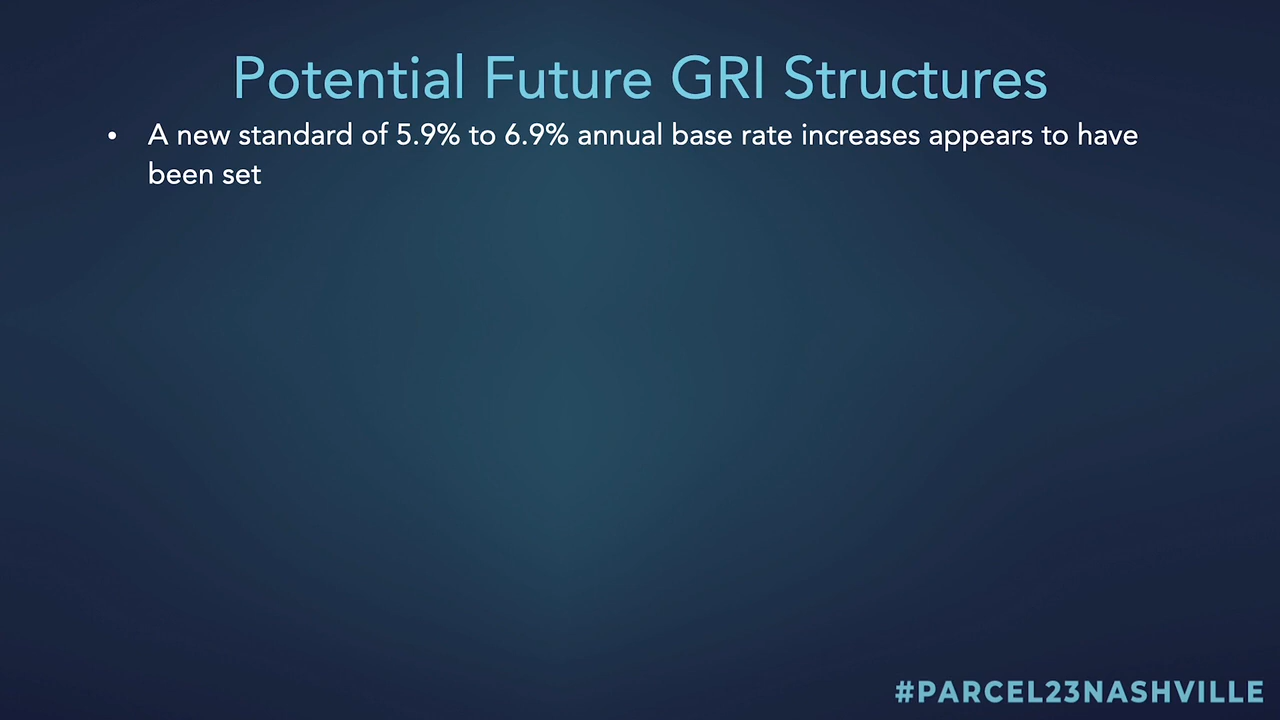 Potential Future GRI Structures
• A new standard of 5.9% to 6.9% annual base rate increases appears to have
been set
#PARCEL23NASHVILLE